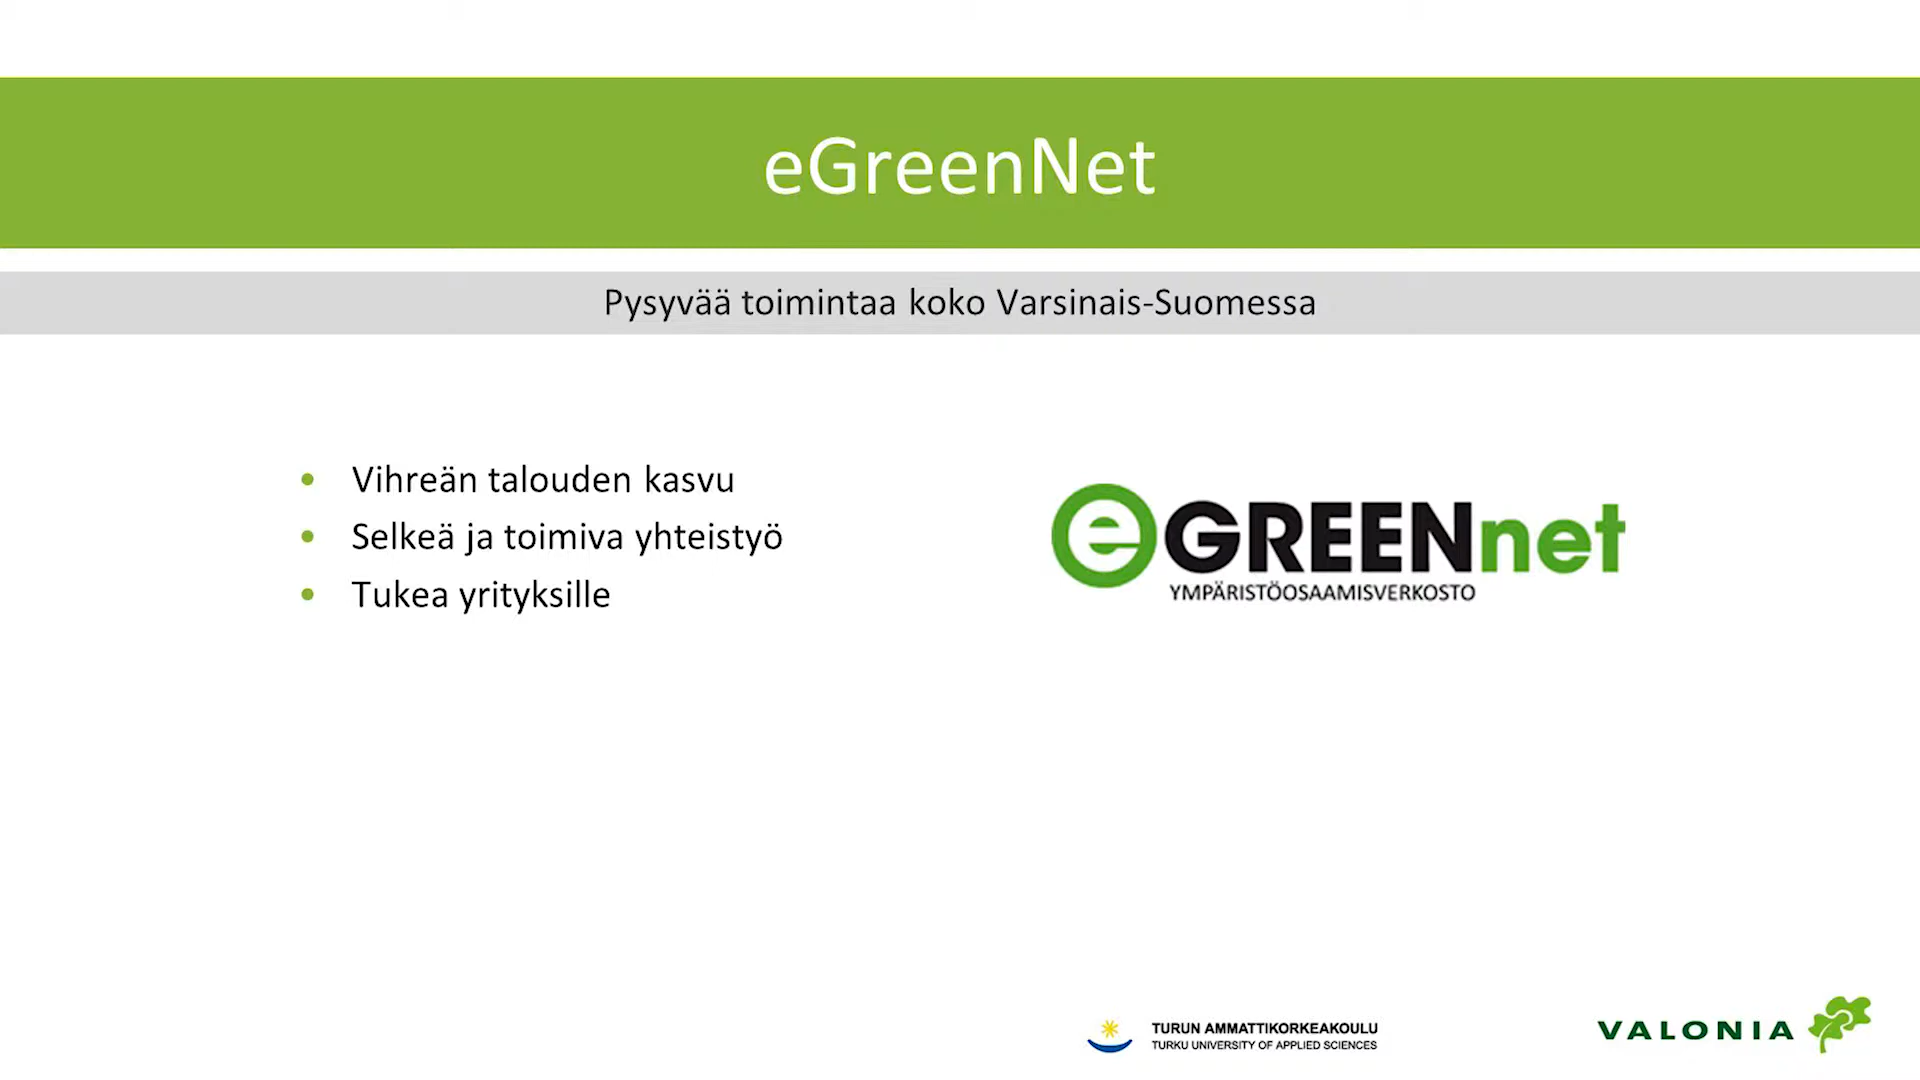 eGreenNet
Pysyvää toimintaa koko Varsinais-Suomessa
• Vihreän talouden kasvu
• Selkeä ja toimiva yhteistyö
• Tukea yrityksille
eGREENnet
YMPÄRISTÖOSAAMISVERKOSTO
TURUN AMMATTIKORKEAKOULU
TURKU UNIVERSITY OF APPLIED SCIENCES
VALONIA